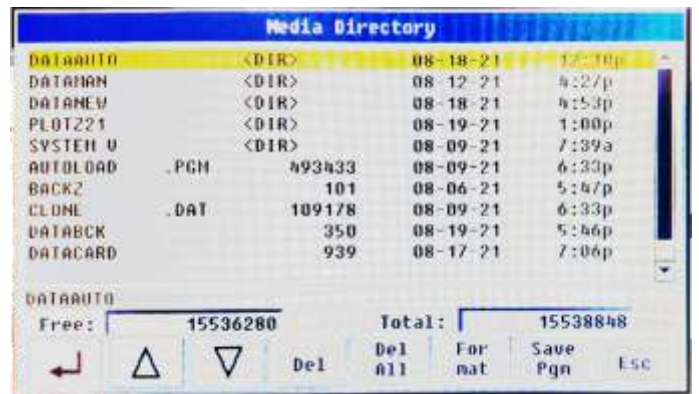 Media Directory
DATAAUTO <DIR> 08-18-21 12:10p
DATAMAN <DIR> 08-12-21 4:27p
DATANEW <DIR> 08-18-21 4:53p
PLOT221 <DIR> 08-19-21 1:00p
SYSTEM V <DIR> 08-09-21 7:39a
AUTOLOAD .PGM 493433 08-09-21 6:33p
BACK2 101 08-06-21 5:47p
CLONE .DAT 109178 08-09-21 6:33p
DATABCK 350 08-19-21 5:46p
DATACARD 939 08-17-21 7:06p
DATAAUTO
Free: 15536280 Total: 15538848
Del Del All For mat Save Pgm Esc